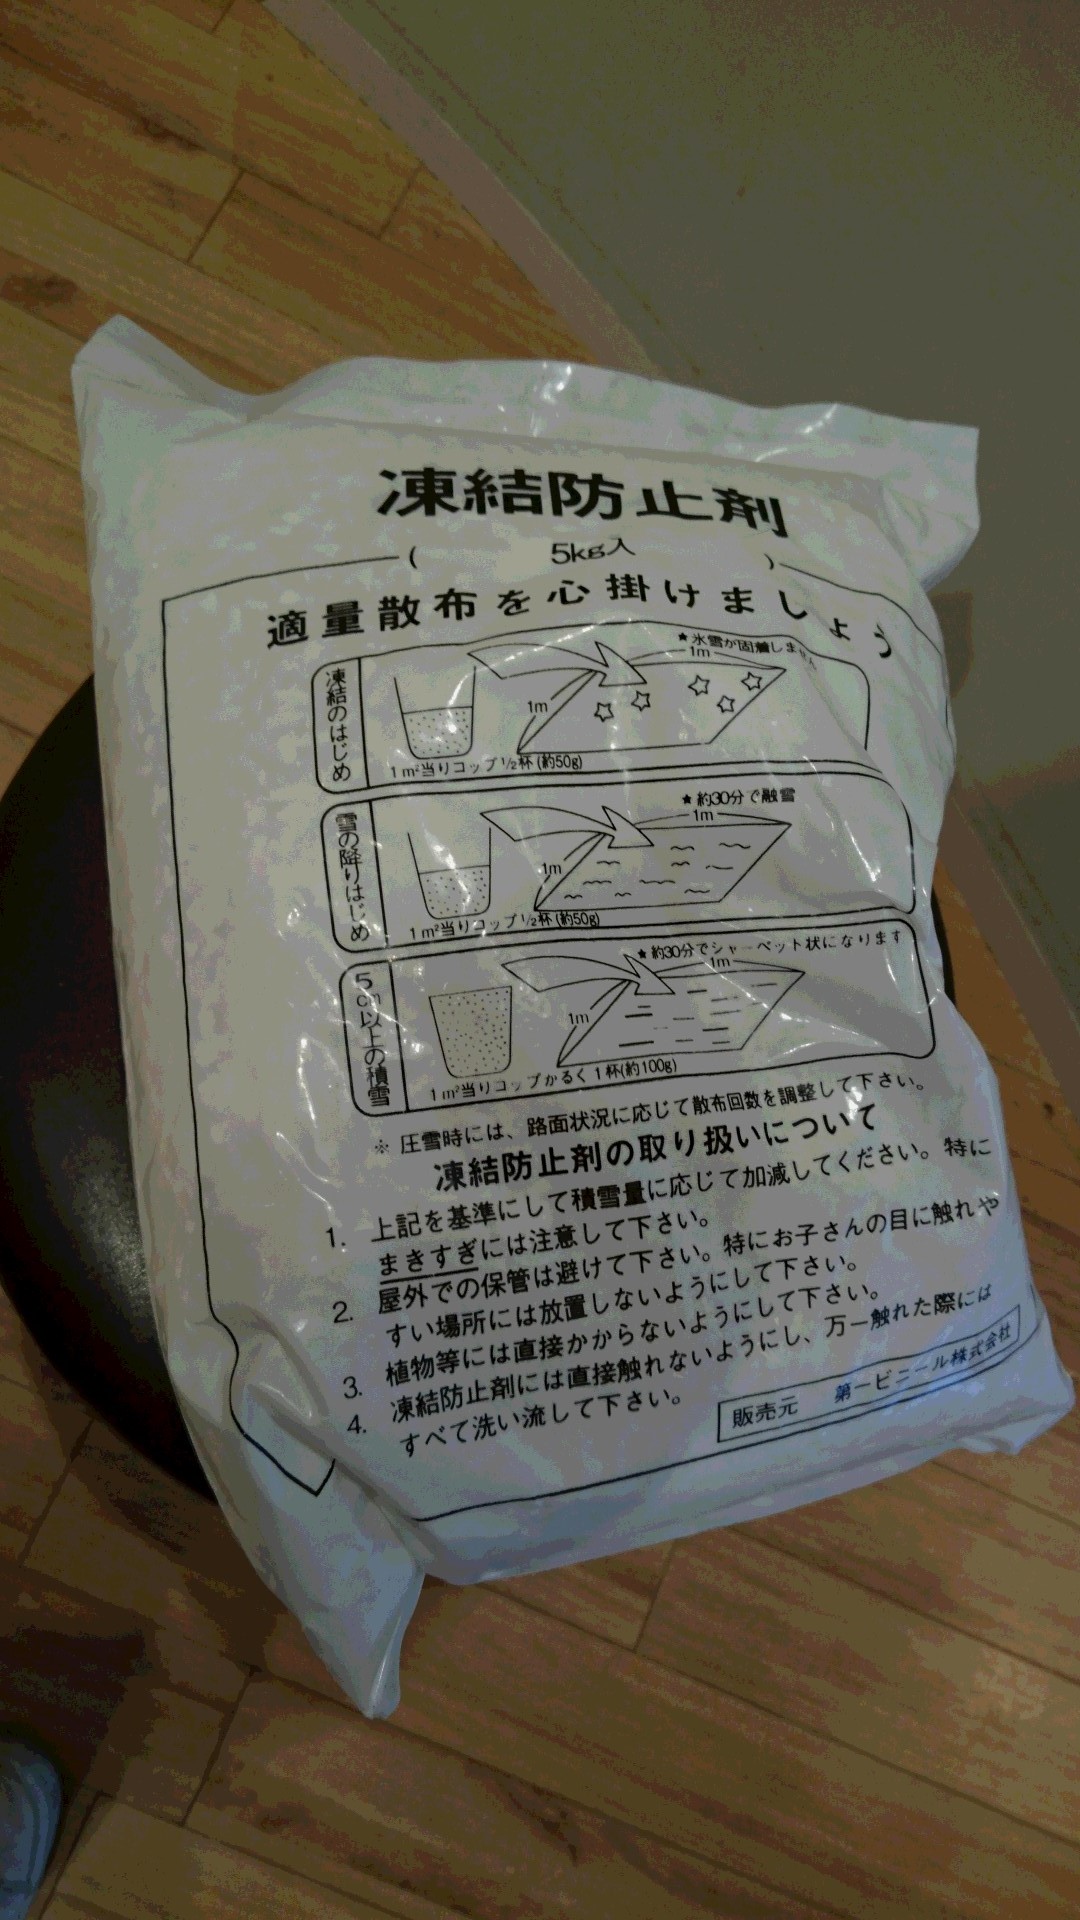 凍結防止剤
( 5kg入 )
適量散布を心掛けましょう
凍結のはじめ
★氷雪が固着しません
1m
1m
1m²当りコップ1/2杯(約50g)
雪の降りはじめ
★約30分で融雪
1m
1m
1m²当りコップ1/2杯(約50g)
5cm以上の積雪
★約30分でシャーベット状になります
1m
1m
1m²当りコップかるく1杯(約100g)
※圧雪時には、路面状況に応じて散布回数を調整して下さい。
凍結防止剤の取り扱いについて
1. 上記を基準にして積雪量に応じて加減してください。特に
まきすぎには注意して下さい。
2. 屋外での保管は避けて下さい。特にお子さんの目に触れや
すい場所には放置しないようにして下さい。
3. 植物等には直接かからないようにして下さい。
4. 凍結防止剤には直接触れないようにし、万一触れた際には
すべて洗い流して下さい。
販売元 第一ビニール株式会社